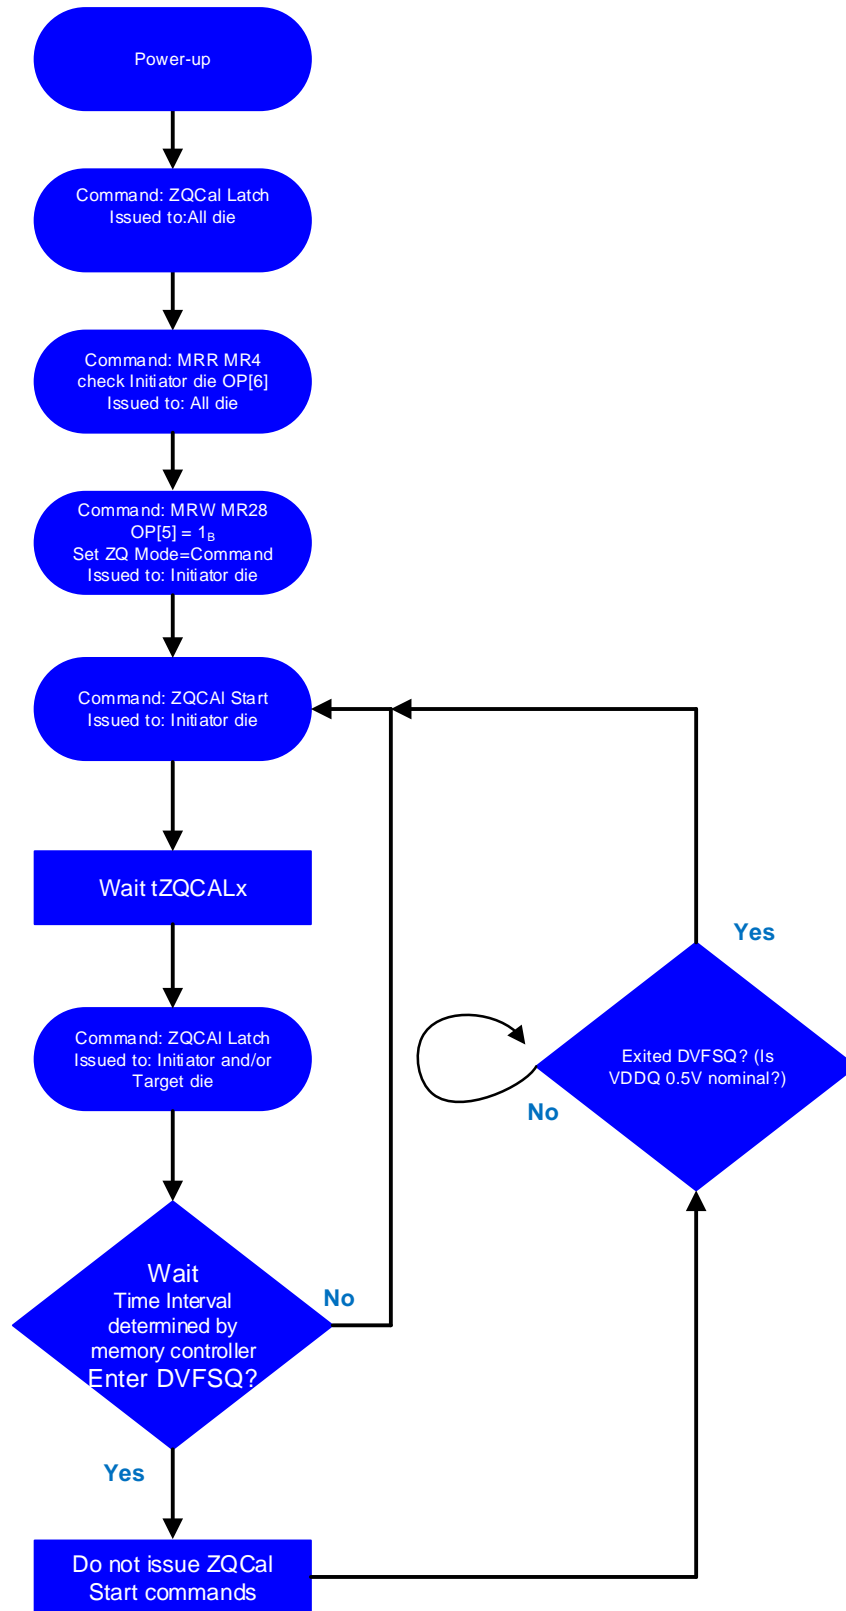 Power-up
Command: ZQCal Latch
Issued to:All die
Command: MRR MR4
check Initiator die OP[6]
Issued to: All die
Command: MRW MR28
OP[5] = 1B
Set ZQ Mode=Command
Issued to: Initiator die
Command: ZQCAl Start
Issued to: Initiator die
Wait tZQCALx
Command: ZQCAl Latch
Issued to: Initiator and/or
Target die
Wait
Time Interval
determined by
memory controller
Enter DVFSQ?
No
Yes
Do not issue ZQCal
Start commands
Yes
Exited DVFSQ? (Is
VDDQ 0.5V nominal?)
No